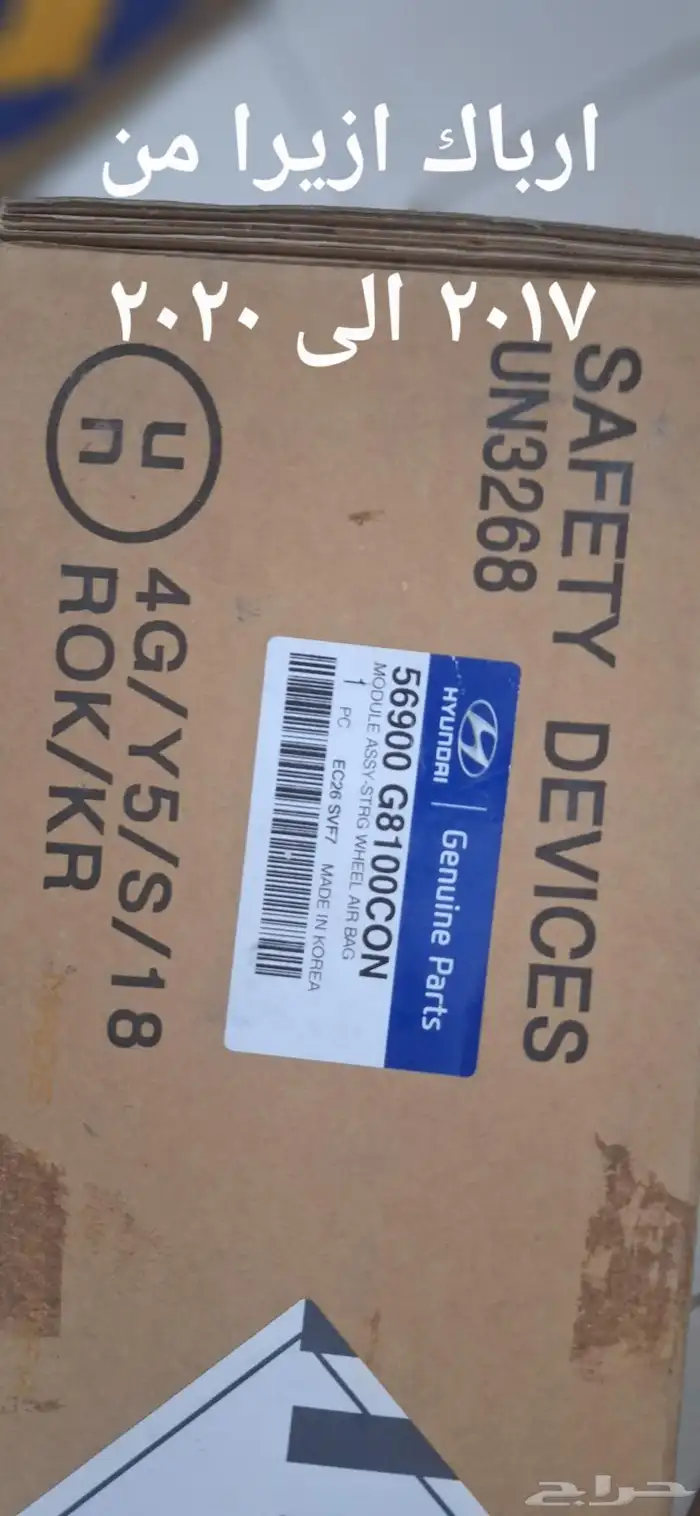 ارباك ازيرا من
٢٠١٧ الى ٢٠٢٠
SAFETY DEVICES
UN3268
un
4G/Y5/S/18
ROK/KR
HYUNDAI | Genuine Parts
56900 G8100CON
MODULE ASSY-STRG WHEEL AIR BAG
1 PC EC26 SVF7 MADE IN KOREA
حراج